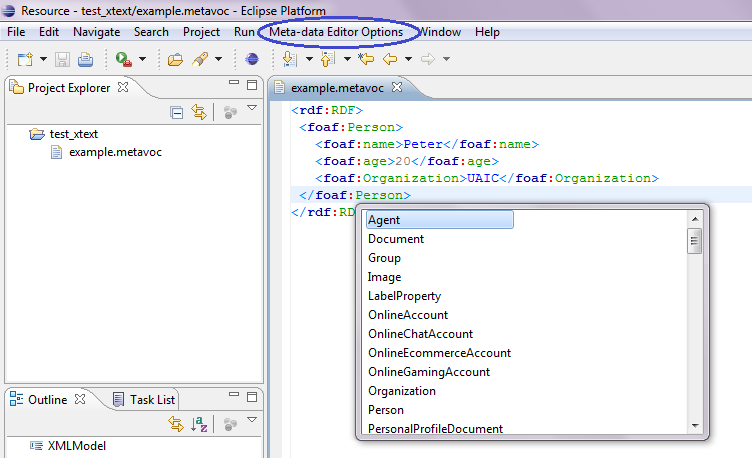 Resource - test_xtext/example.metavoc - Eclipse Platform
File Edit Navigate Search Project Run Meta-data Editor Options Window Help
Project Explorer
test_xtext
example.metavoc
example.metavoc
<rdf:RDF>
<foaf:Person>
<foaf:name>Peter</foaf:name>
<foaf:age>20</foaf:age>
<foaf:Organization>UAIC</foaf:Organization>
</foaf:Person>
</rdf:RD
Agent
Document
Group
Image
LabelProperty
OnlineAccount
OnlineChatAccount
OnlineEcommerceAccount
OnlineGamingAccount
Organization
Person
PersonalProfileDocument
Outline Task List
XMLModel